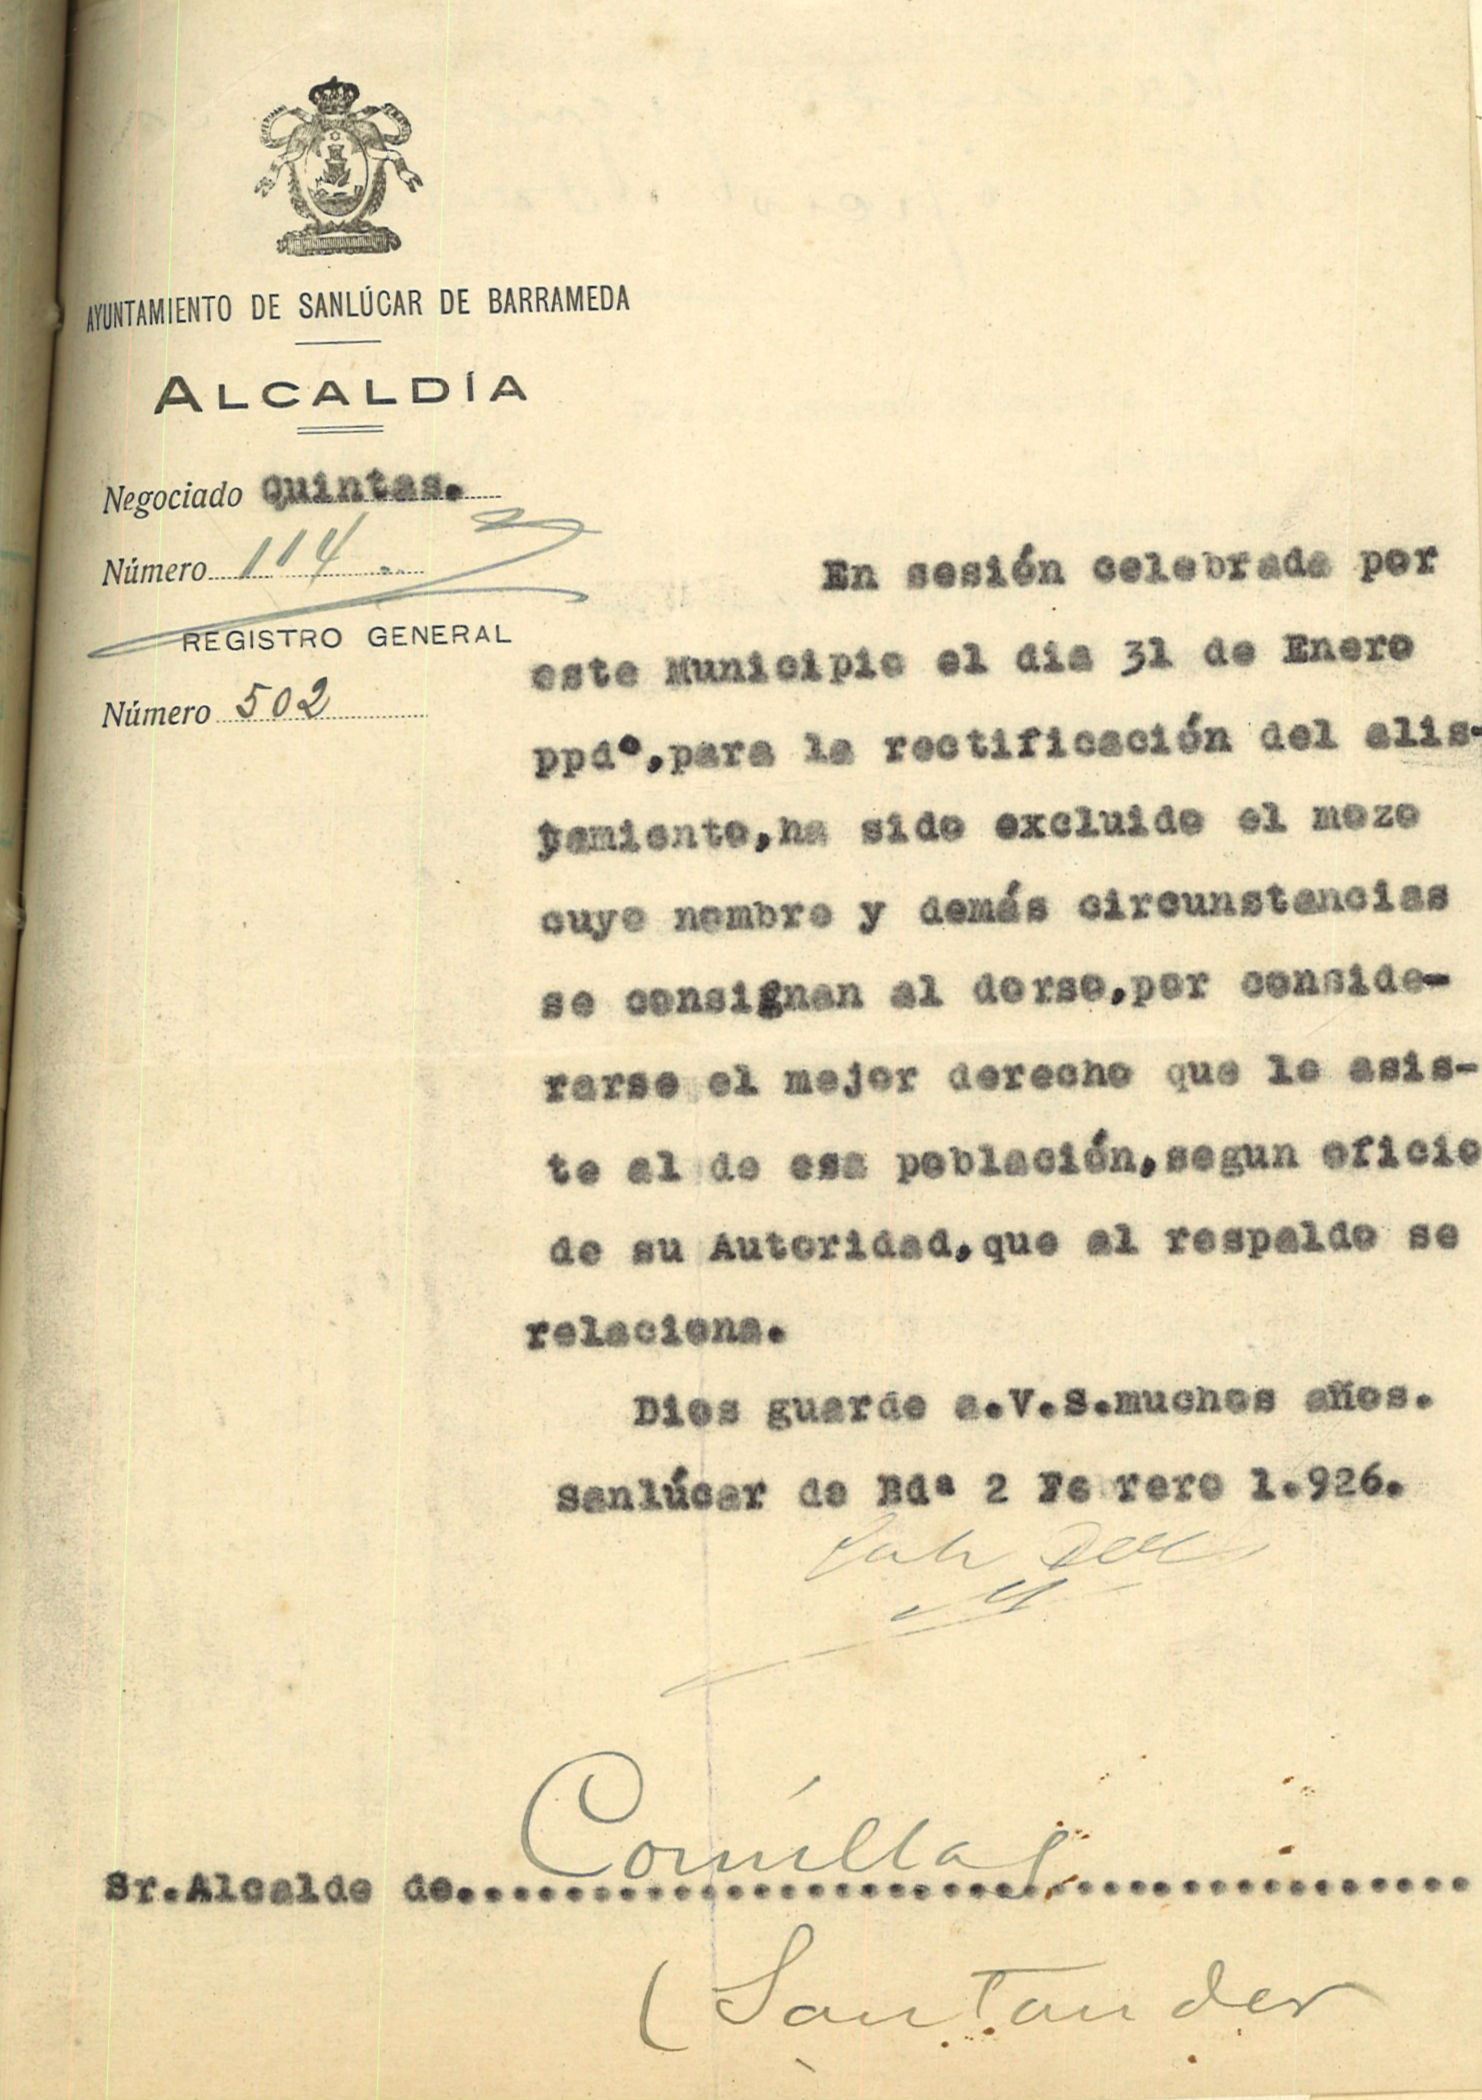 AYUNTAMIENTO DE SANLÚCAR DE BARRAMEDA
ALCALDÍA
Negociado Quintas.
Número 114.
REGISTRO GENERAL
Número 502
En sesión celebrada por
este Municipio el dia 31 de Enero
ppdº,para la rectificación del alis-
tamiento,ha sido excluido el mozo
cuyo nombre y demás circunstancias
se consignan al dorso,por conside-
rarse el mejor derecho que le asis-
te al de esa población,segun oficio
de su Autoridad,que al respaldo se
relaciona.
Dios guarde a.V.S.muchos años.
Sanlúcar de Bdª 2 Febrero 1.926.
Sr.Alcalde de Comillas
(Santander